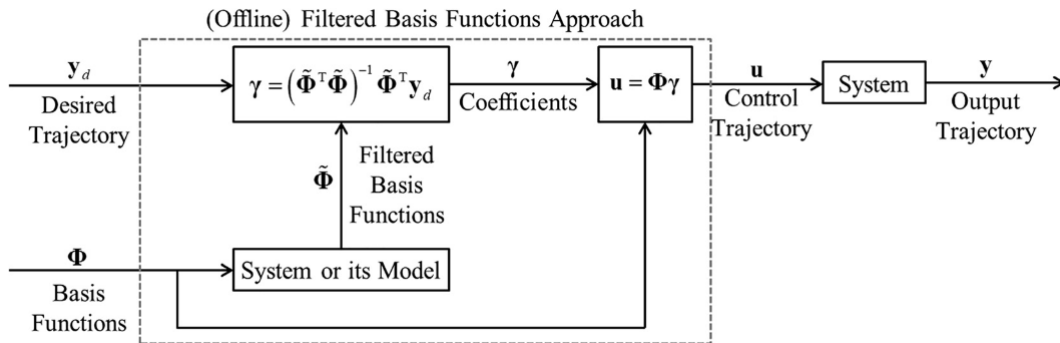 (Offline) Filtered Basis Functions Approach
𝐲_d
Desired
Trajectory
𝛄 = (𝚽̃ᵀ𝚽̃)⁻¹ 𝚽̃ᵀ𝐲_d
𝛄
Coefficients
𝐮 = 𝚽𝛄
𝐮
Control
Trajectory
System
𝐲
Output
Trajectory
𝚽̃
Filtered
Basis
Functions
𝚽
Basis
Functions
System or its Model